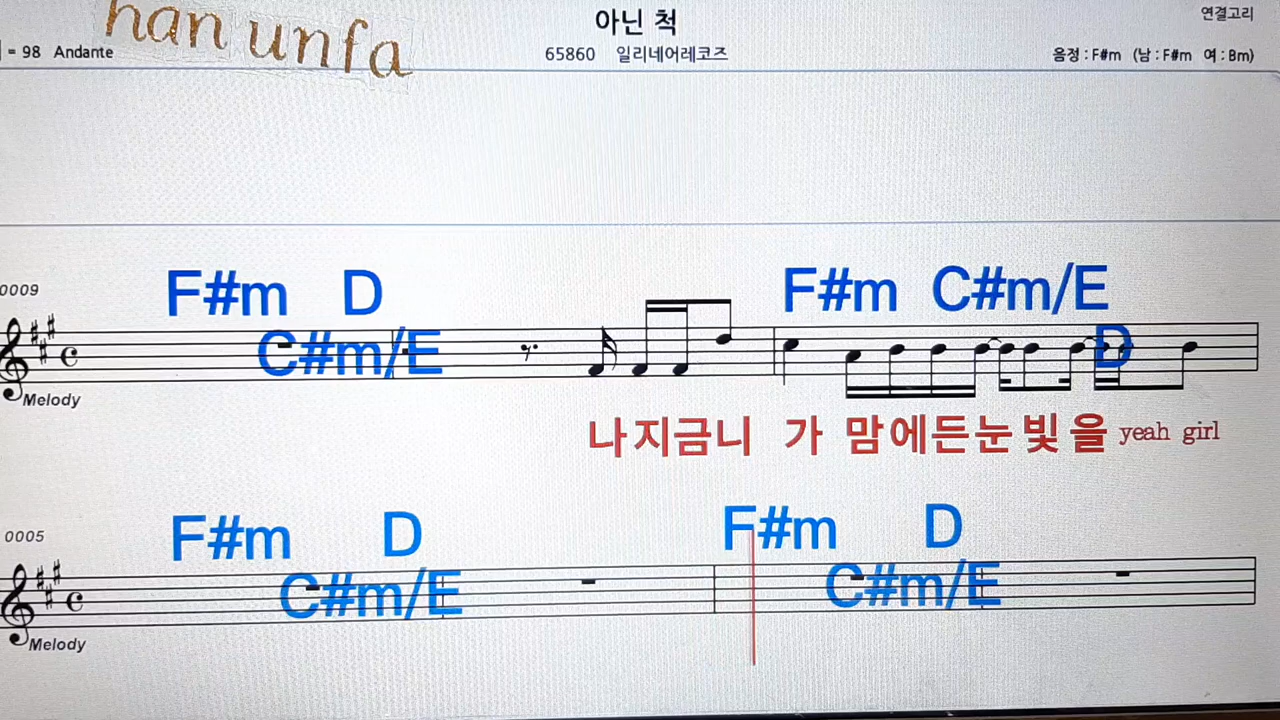 han unfa
아닌 척
연결고리
= 98 Andante
65860 일리네어레코즈
음정 : F#m (남 : F#m 여 : Bm)
0009
F#m D F#m C#m/E
C#m/E D
Melody
나지금니 가 맘에든눈빛을 yeah girl
0005
F#m D F#m D
C#m/E C#m/E
Melody